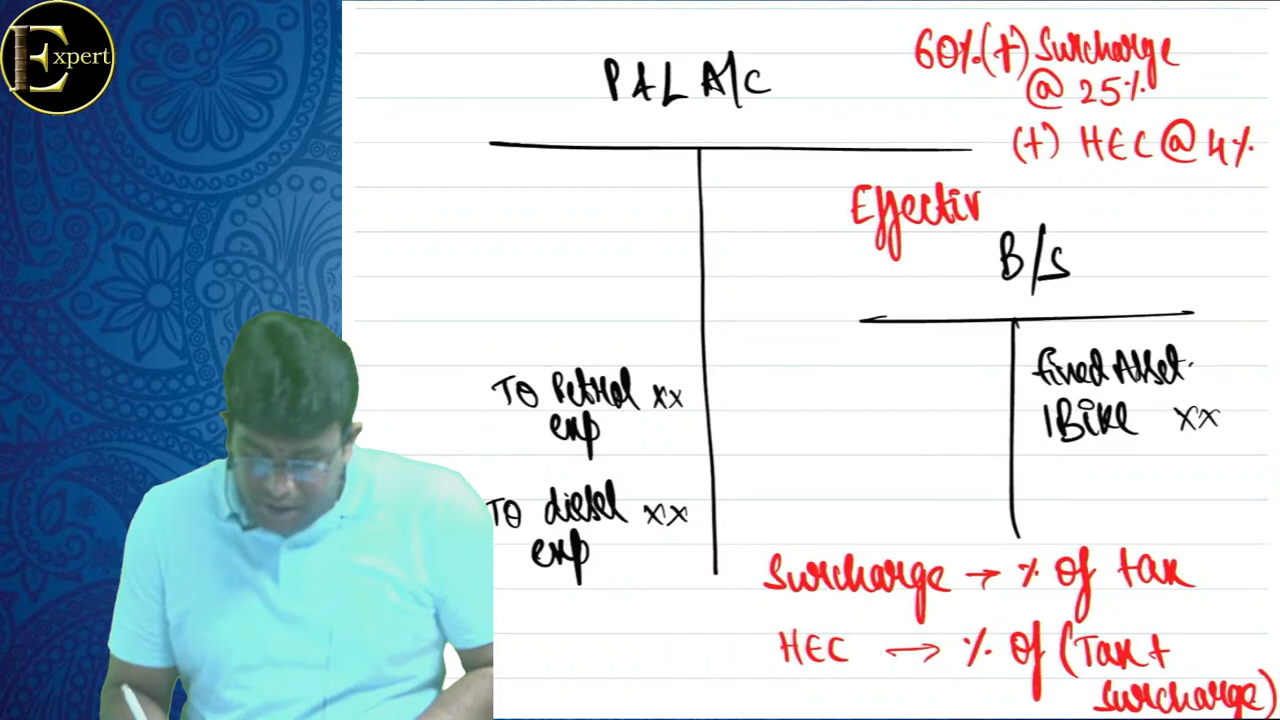 Expert
P&L A/C
60% (+) Surcharge
@ 25%
(+) HEC @ 4%
Effectiv
B/S
Fixed Asset
1 Bike xx
To Petrol xx
exp
To diesel xx
exp
Surcharge → % of tax
HEC → % of (Tax +
surcharge)